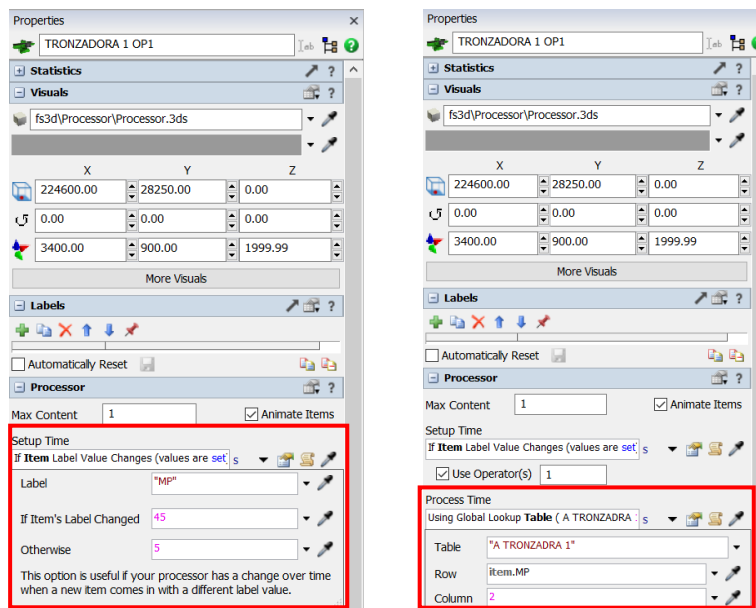 Properties
TRONZADORA 1 OP1
Statistics
Visuals
fs3d\Processor\Processor.3ds
X Y Z
224600.00 28250.00 0.00
0.00 0.00 0.00
3400.00 900.00 1999.99
More Visuals
Labels
Automatically Reset
Processor
Max Content 1 Animate Items
Setup Time
If Item Label Value Changes (values are set) s
Label "MP"
If Item's Label Changed 45
Otherwise 5
This option is useful if your processor has a change over time
when a new item comes in with a different label value.
Properties
TRONZADORA 1 OP1
Statistics
Visuals
fs3d\Processor\Processor.3ds
X Y Z
224600.00 28250.00 0.00
0.00 0.00 0.00
3400.00 900.00 1999.99
More Visuals
Labels
Automatically Reset
Processor
Max Content 1 Animate Items
Setup Time
If Item Label Value Changes (values are set) s
Use Operator(s) 1
Process Time
Using Global Lookup Table ( A TRONZADRA s
Table "A TRONZADRA 1"
Row item.MP
Column 2